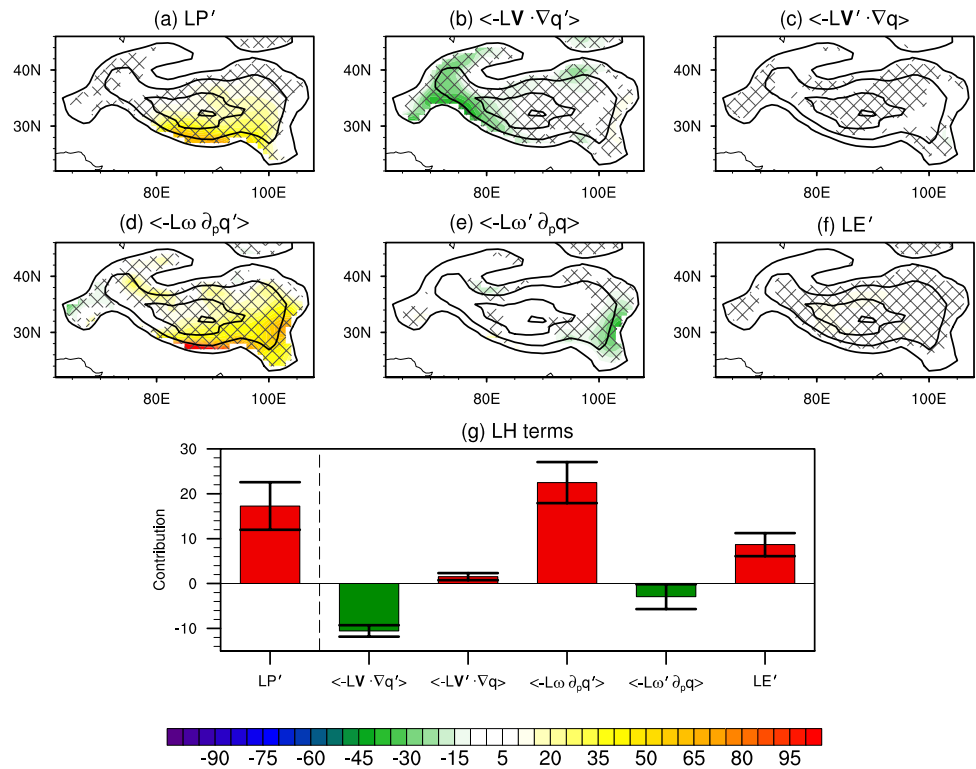 (a) LP′ (b) <-LV ·∇q′> (c) <-LV′ ·∇q>
40N 40N 40N
30N 30N 30N
80E 100E 80E 100E 80E 100E
(d) <-Lω ∂pq′> (e) <-Lω′ ∂pq> (f) LE′
40N 40N 40N
30N 30N 30N
80E 100E 80E 100E 80E 100E
(g) LH terms
30
20
10
0
-10
Contribution
LP′ <-LV ·∇q′> <-LV′ ·∇q> <-Lω ∂pq′> <-Lω′ ∂pq> LE′
-90 -75 -60 -45 -30 -15 5 20 35 50 65 80 95